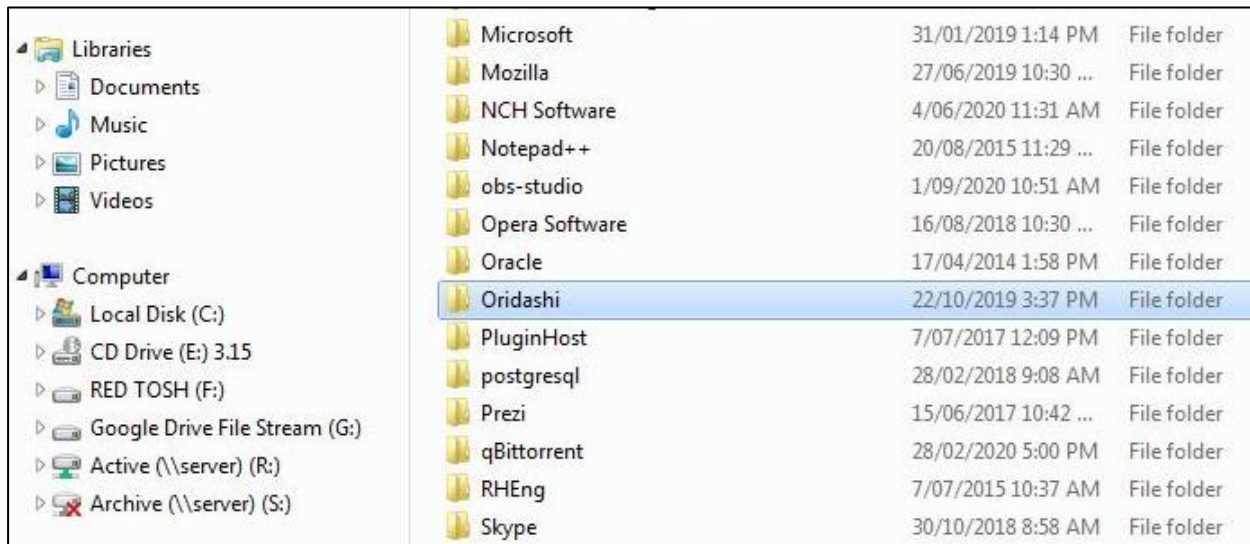 Libraries
Documents
Music
Pictures
Videos
Computer
Local Disk (C:)
CD Drive (E:) 3.15
RED TOSH (F:)
Google Drive File Stream (G:)
Active (\\server) (R:)
Archive (\\server) (S:)
Microsoft 31/01/2019 1:14 PM File folder
Mozilla 27/06/2019 10:30 ... File folder
NCH Software 4/06/2020 11:31 AM File folder
Notepad++ 20/08/2015 11:29 ... File folder
obs-studio 1/09/2020 10:51 AM File folder
Opera Software 16/08/2018 10:30 ... File folder
Oracle 17/04/2014 1:58 PM File folder
Oridashi 22/10/2019 3:37 PM File folder
PluginHost 7/07/2017 12:09 PM File folder
postgresql 28/02/2018 9:08 AM File folder
Prezi 15/06/2017 10:42 ... File folder
qBittorrent 28/02/2020 5:00 PM File folder
RHEng 7/07/2015 10:37 AM File folder
Skype 30/10/2018 8:58 AM File folder